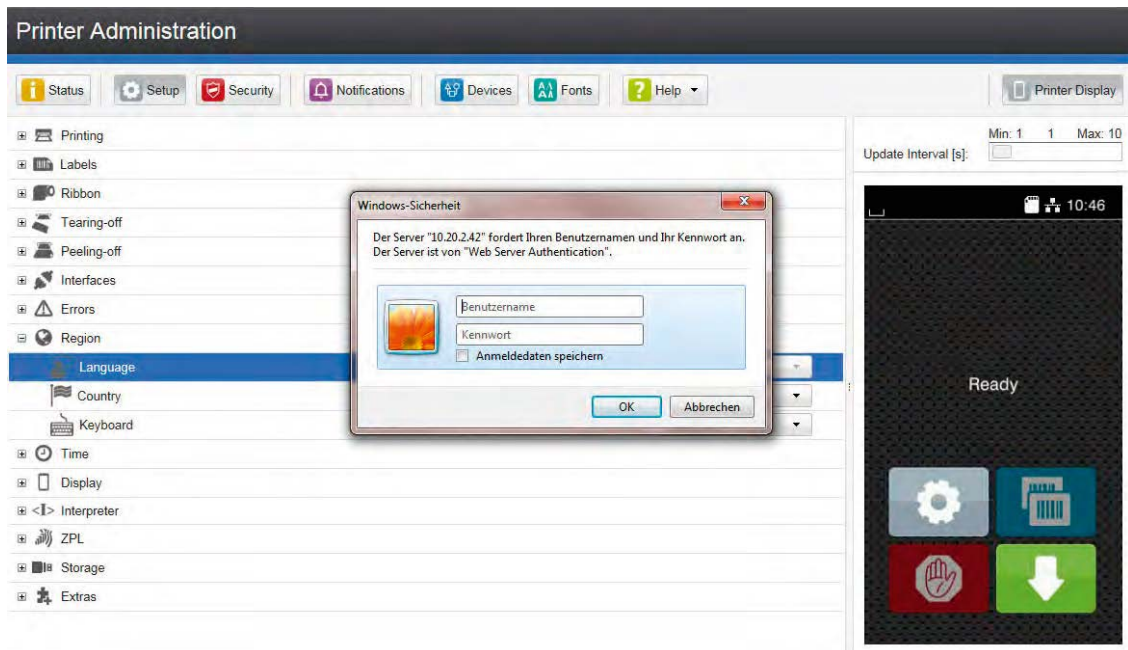 Printer Administration
Status Setup Security Notifications Devices Fonts Help Printer Display
Min: 1 1 Max: 10
Update Interval [s]:
Printing
Labels
Ribbon
Tearing-off
Peeling-off
Interfaces
Errors
Region
Language
Country
Keyboard
Time
Display
<I> Interpreter
ZPL
Storage
Extras
Windows-Sicherheit
Der Server "10.20.2.42" fordert Ihren Benutzernamen und Ihr Kennwort an.
Der Server ist von "Web Server Authentication".
Benutzername
Kennwort
Anmeldedaten speichern
OK Abbrechen
10:46
Ready